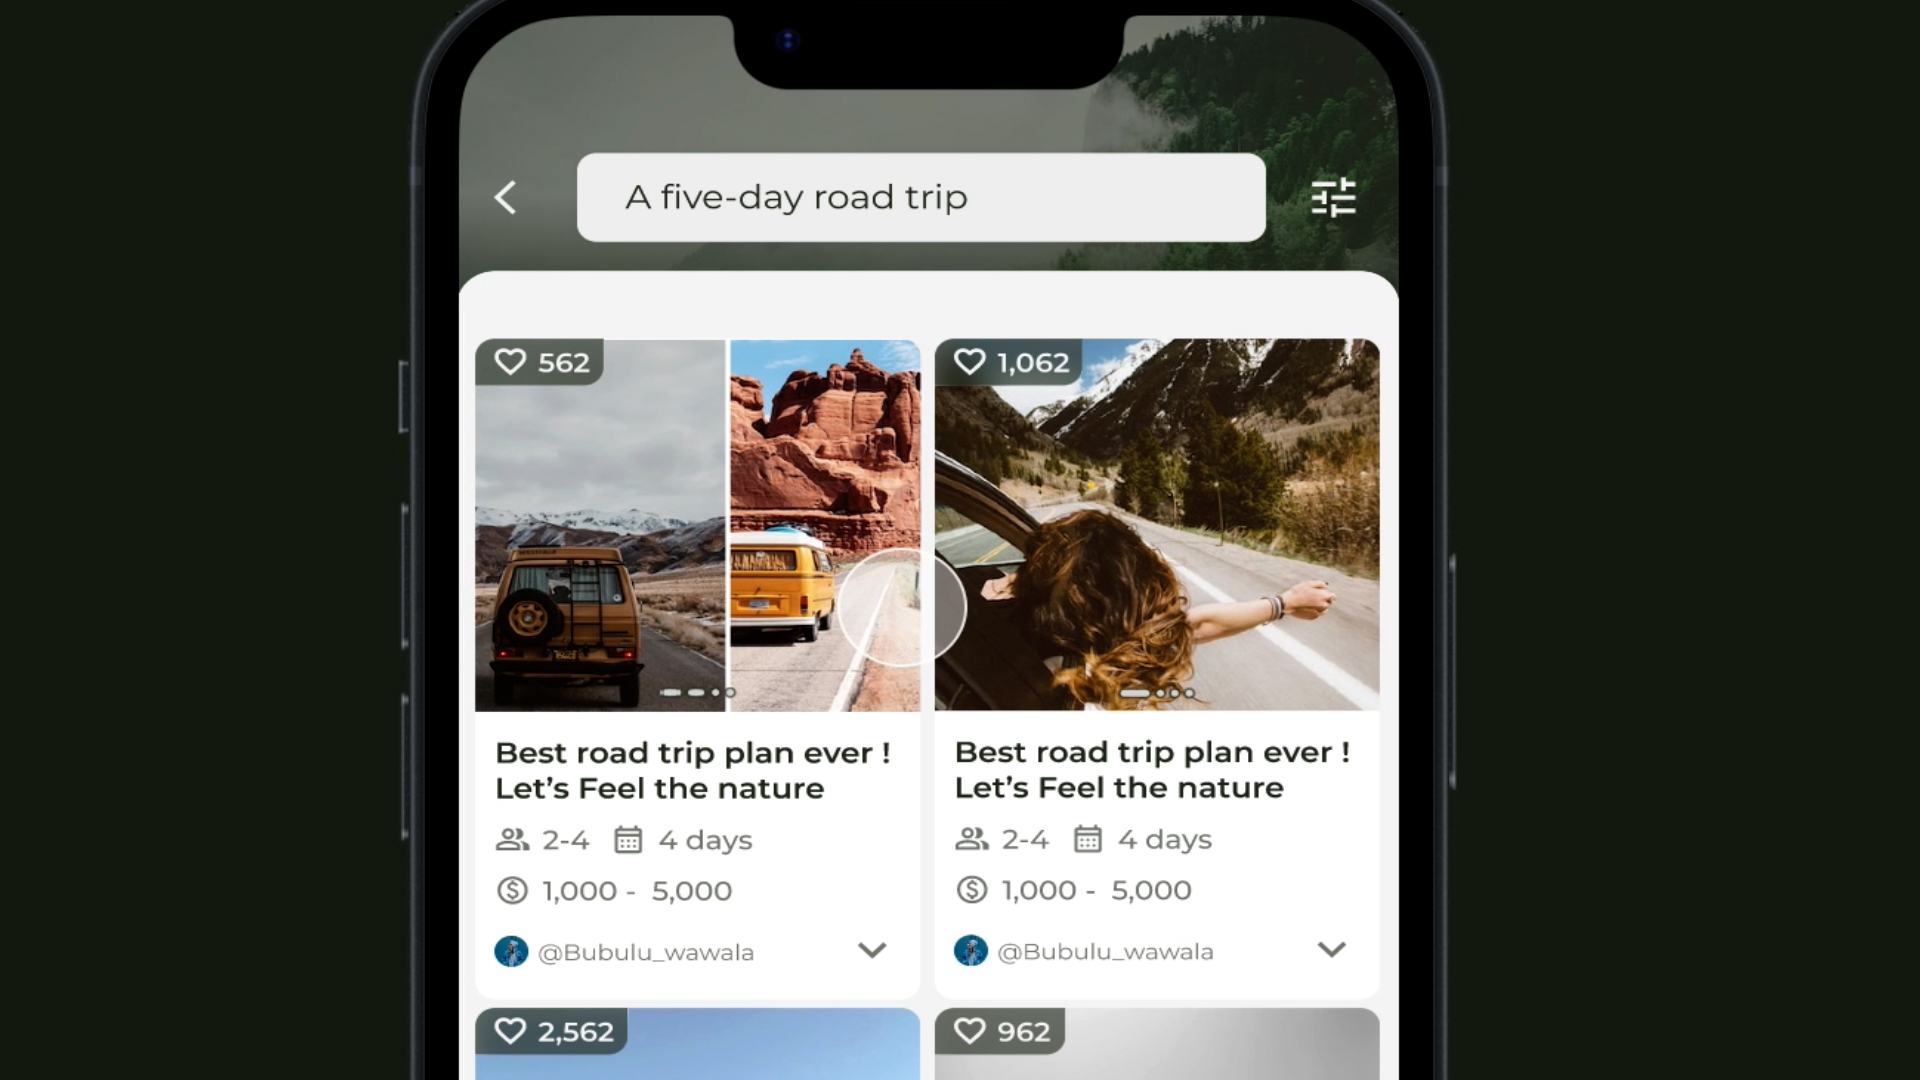 A five-day road trip
562
1,062
Best road trip plan ever !
Let's Feel the nature
2-4 4 days
1,000 - 5,000
@Bubulu_wawala
Best road trip plan ever !
Let's Feel the nature
2-4 4 days
1,000 - 5,000
@Bubulu_wawala
2,562
962